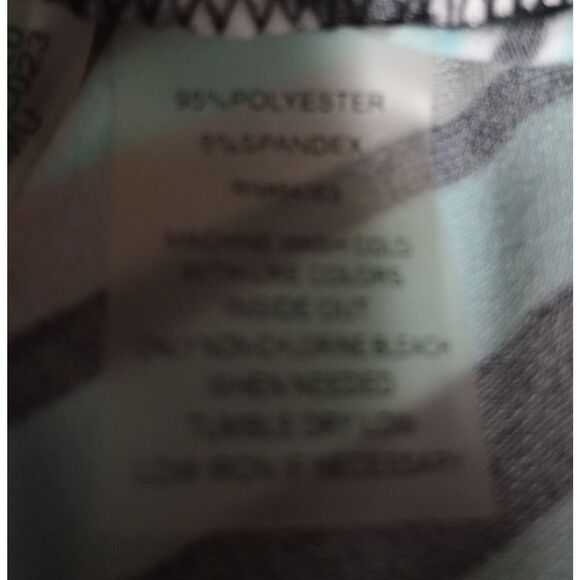 95%POLYESTER
5%SPANDEX
MACHINE WASH COLD
W/ LIKE COLORS
INSIDE OUT
ONLY NON-CHLORINE BLEACH
WHEN NEEDED
TUMBLE DRY LOW
LOW IRON IF NECESSARY